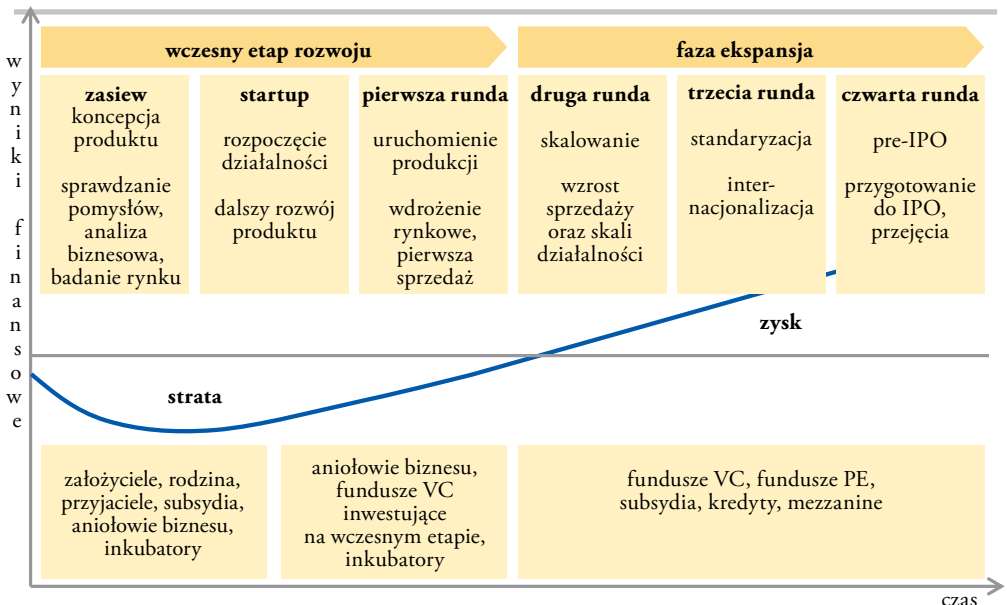 wyniki finansowe
wczesny etap rozwoju
faza ekspansja
zasiew
koncepcja
produktu
sprawdzanie
pomysłów,
analiza
biznesowa,
badanie rynku
startup
rozpoczęcie
działalności
dalszy rozwój
produktu
pierwsza runda
uruchomienie
produkcji
wdrożenie
rynkowe,
pierwsza
sprzedaż
druga runda
skalowanie
wzrost
sprzedaży
oraz skali
działalności
trzecia runda
standaryzacja
inter-
nacjonalizacja
czwarta runda
pre-IPO
przygotowanie
do IPO,
przejęcia
zysk
strata
założyciele, rodzina,
przyjaciele, subsydia,
aniołowie biznesu,
inkubatory
aniołowie biznesu,
fundusze VC
inwestujące
na wczesnym etapie,
inkubatory
fundusze VC, fundusze PE,
subsydia, kredyty, mezzanine
czas